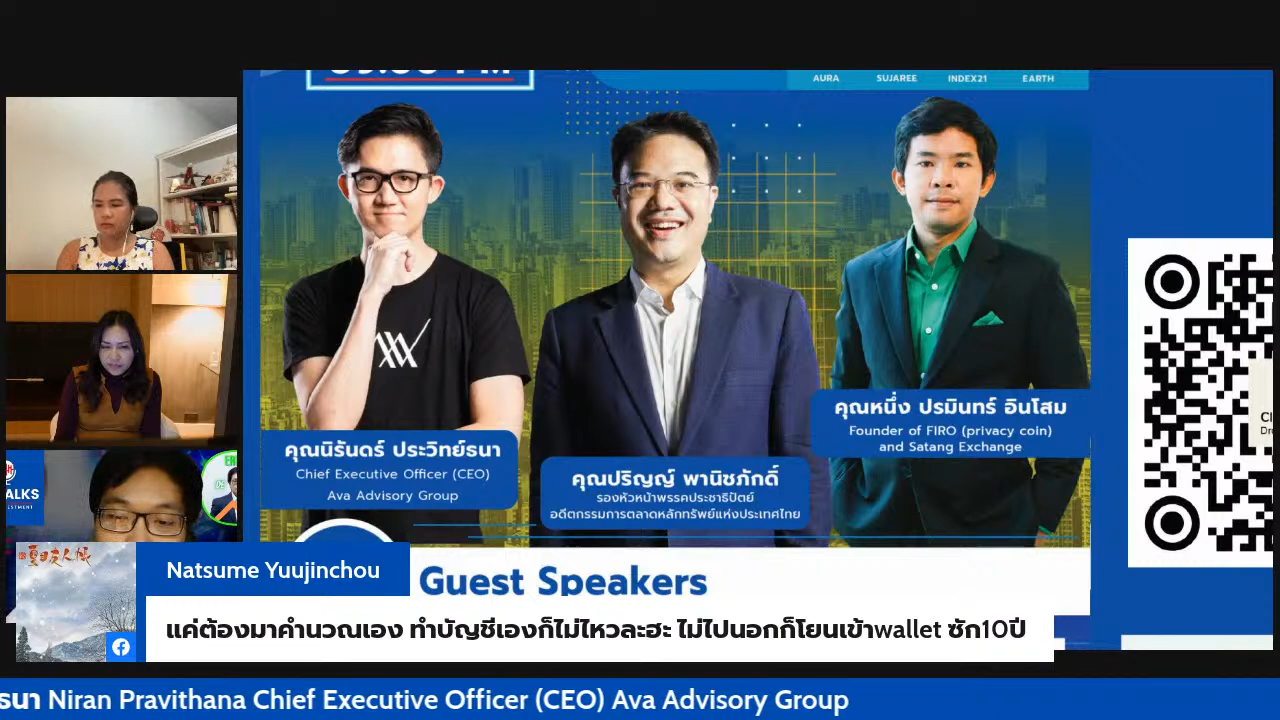 AURA SUJAREE INDEX21 EARTH
คุณนิรันดร์ ประวิทย์ธนา
Chief Executive Officer (CEO)
Ava Advisory Group
คุณปริญญ์ พานิชภักดิ์
รองหัวหน้าพรรคประชาธิปัตย์
อดีตกรรมการตลาดหลักทรัพย์แห่งประเทศไทย
คุณหนึ่ง ปรมินทร์ อินโสม
Founder of FIRO (privacy coin)
and Satang Exchange
Guest Speakers
Natsume Yuujinchou
แค่ต้องมาคำนวณเอง ทำบัญชีเองก็ไม่ไหวละฮะ ไม่ไปนอกก็โยนเข้าwallet ซัก10ปี
Niran Pravithana Chief Executive Officer (CEO) Ava Advisory Group